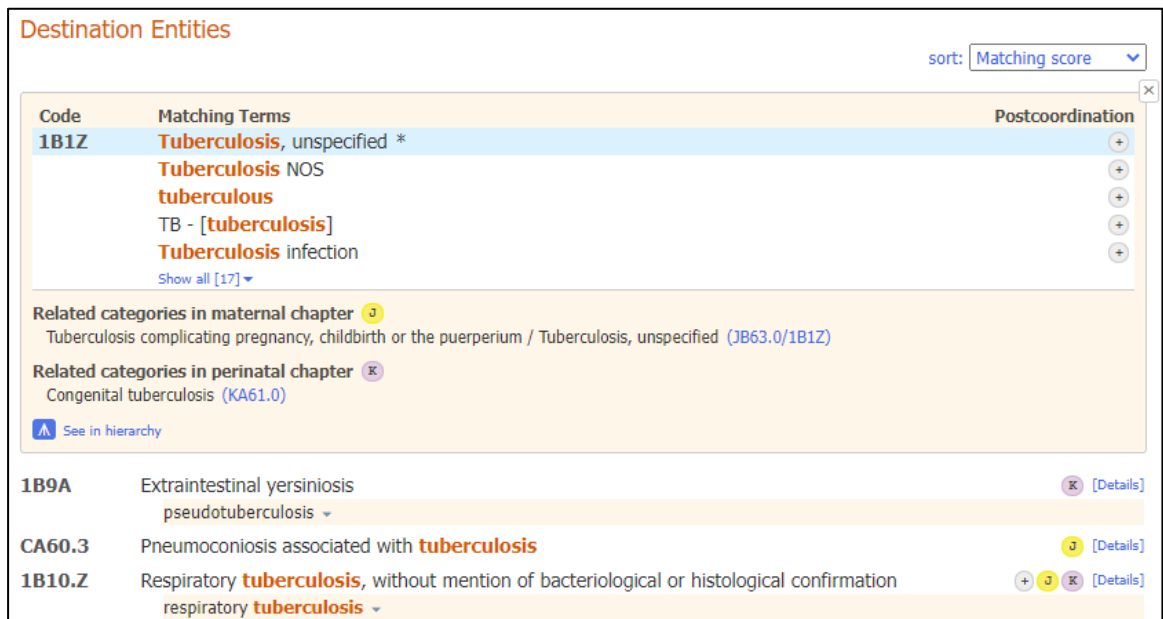 Destination Entities
sort: Matching score
Code Matching Terms Postcoordination
1B1Z Tuberculosis, unspecified * +
Tuberculosis NOS +
tuberculous +
TB - [tuberculosis] +
Tuberculosis infection +
Show all [17]
Related categories in maternal chapter J
Tuberculosis complicating pregnancy, childbirth or the puerperium / Tuberculosis, unspecified (JB63.0/1B1Z)
Related categories in perinatal chapter K
Congenital tuberculosis (KA61.0)
See in hierarchy
1B9A Extraintestinal yersiniosis K [Details]
pseudotuberculosis
CA60.3 Pneumoconiosis associated with tuberculosis J [Details]
1B10.Z Respiratory tuberculosis, without mention of bacteriological or histological confirmation + J K [Details]
respiratory tuberculosis